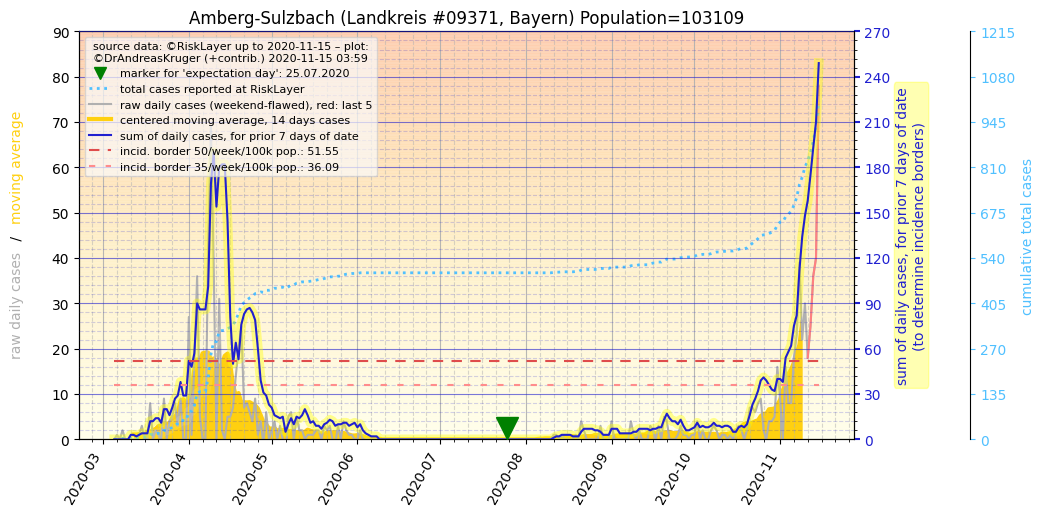 Amberg-Sulzbach (Landkreis #09371, Bayern) Population=103109
source data: ©RiskLayer up to 2020-11-15 – plot:
©DrAndreasKruger (+contrib.) 2020-11-15 03:59
marker for 'expectation day': 25.07.2020
total cases reported at RiskLayer
raw daily cases (weekend-flawed), red: last 5
centered moving average, 14 days cases
sum of daily cases, for prior 7 days of date
incid. border 50/week/100k pop.: 51.55
incid. border 35/week/100k pop.: 36.09
raw daily cases / moving average
90
80
70
60
50
40
30
20
10
0
2020-03
2020-04
2020-05
2020-06
2020-07
2020-08
2020-09
2020-10
2020-11
270
240
210
180
150
120
90
60
30
0
sum of daily cases, for prior 7 days of date
(to determine incidence borders)
1215
1080
945
810
675
540
405
270
135
0
cumulative total cases